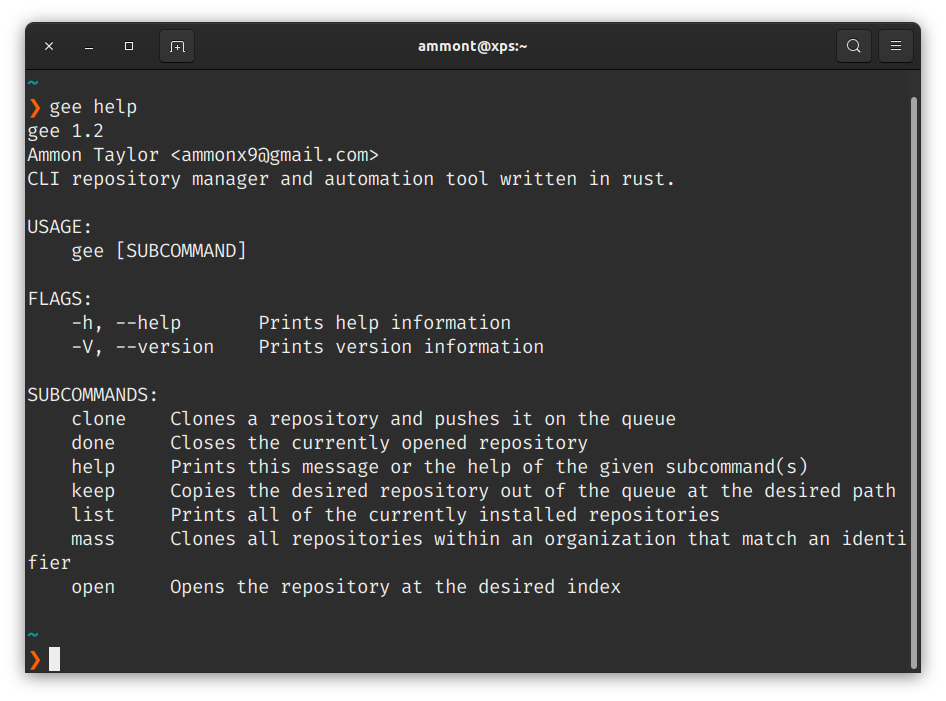 ammont@xps:~
~
❯ gee help
gee 1.2
Ammon Taylor <ammonx9@gmail.com>
CLI repository manager and automation tool written in rust.
USAGE:
    gee [SUBCOMMAND]
FLAGS:
    -h, --help       Prints help information
    -V, --version    Prints version information
SUBCOMMANDS:
    clone    Clones a repository and pushes it on the queue
    done     Closes the currently opened repository
    help     Prints this message or the help of the given subcommand(s)
    keep     Copies the desired repository out of the queue at the desired path
    list     Prints all of the currently installed repositories
    mass     Clones all repositories within an organization that match an identi
fier
    open     Opens the repository at the desired index
~
❯